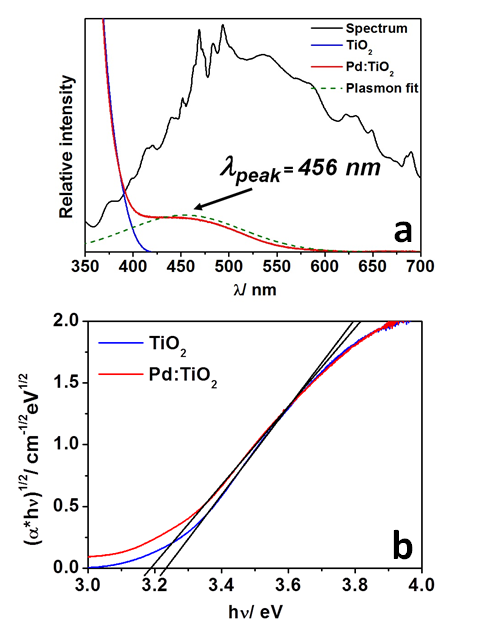 Relative intensity
Spectrum
TiO2
Pd:TiO2
Plasmon fit
λpeak = 456 nm
a
350 400 450 500 550 600 650 700
λ/ nm
(α*hν)1/2/ cm-1/2eV1/2
2.0
1.5
1.0
0.5
0.0
TiO2
Pd:TiO2
b
3.0 3.2 3.4 3.6 3.8 4.0
hν/ eV